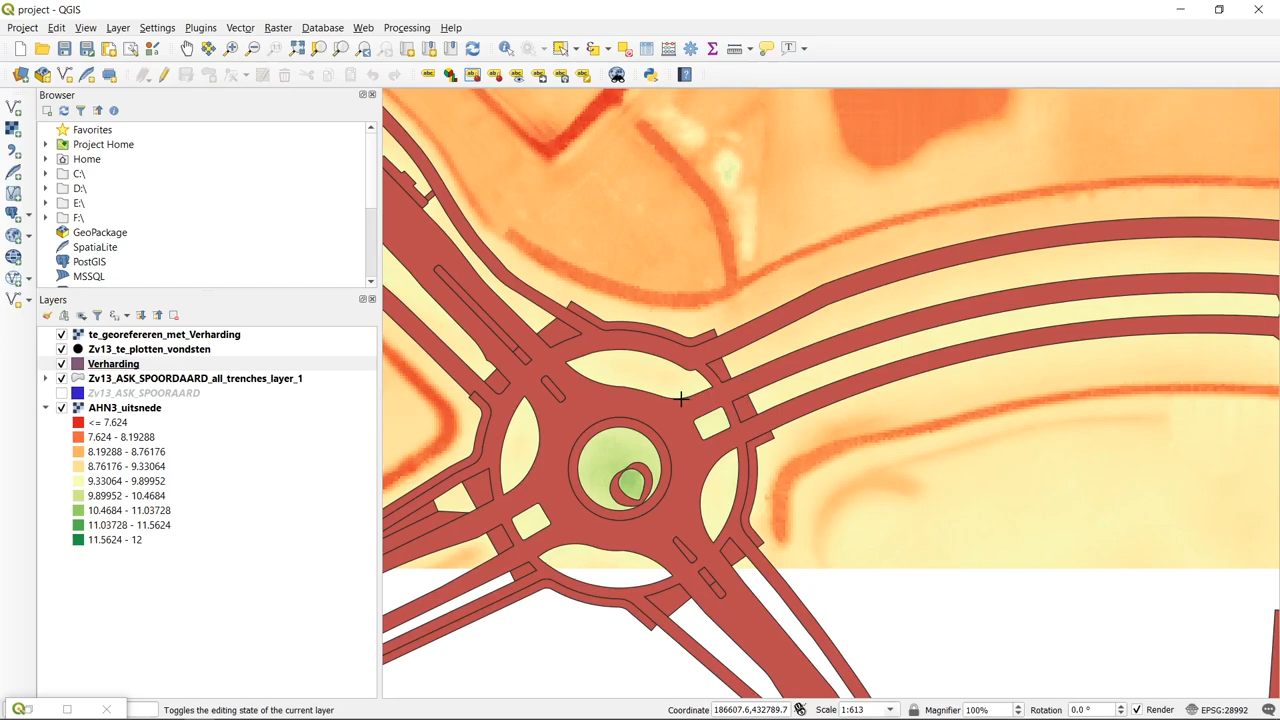 project - QGIS
Project Edit View Layer Settings Plugins Vector Raster Database Web Processing Help
Browser
Favorites
Project Home
Home
C:\
D:\
E:\
F:\
GeoPackage
SpatiaLite
PostGIS
MSSQL
Layers
te_georefereren_met_Verharding
Zv13_te_plotten_vondsten
Verharding
Zv13_ASK_SPOORDAARD_all_trenches_layer_1
Zv13_ASK_SPOORAARD
AHN3_uitsnede
<= 7.624
7.624 - 8.19288
8.19288 - 8.76176
8.76176 - 9.33064
9.33064 - 9.89952
9.89952 - 10.4684
10.4684 - 11.03728
11.03728 - 11.5624
11.5624 - 12
Toggles the editing state of the current layer
Coordinate 186607.6,432789.7 Scale 1:613 Magnifier 100% Rotation 0.0 ° Render EPSG:28992